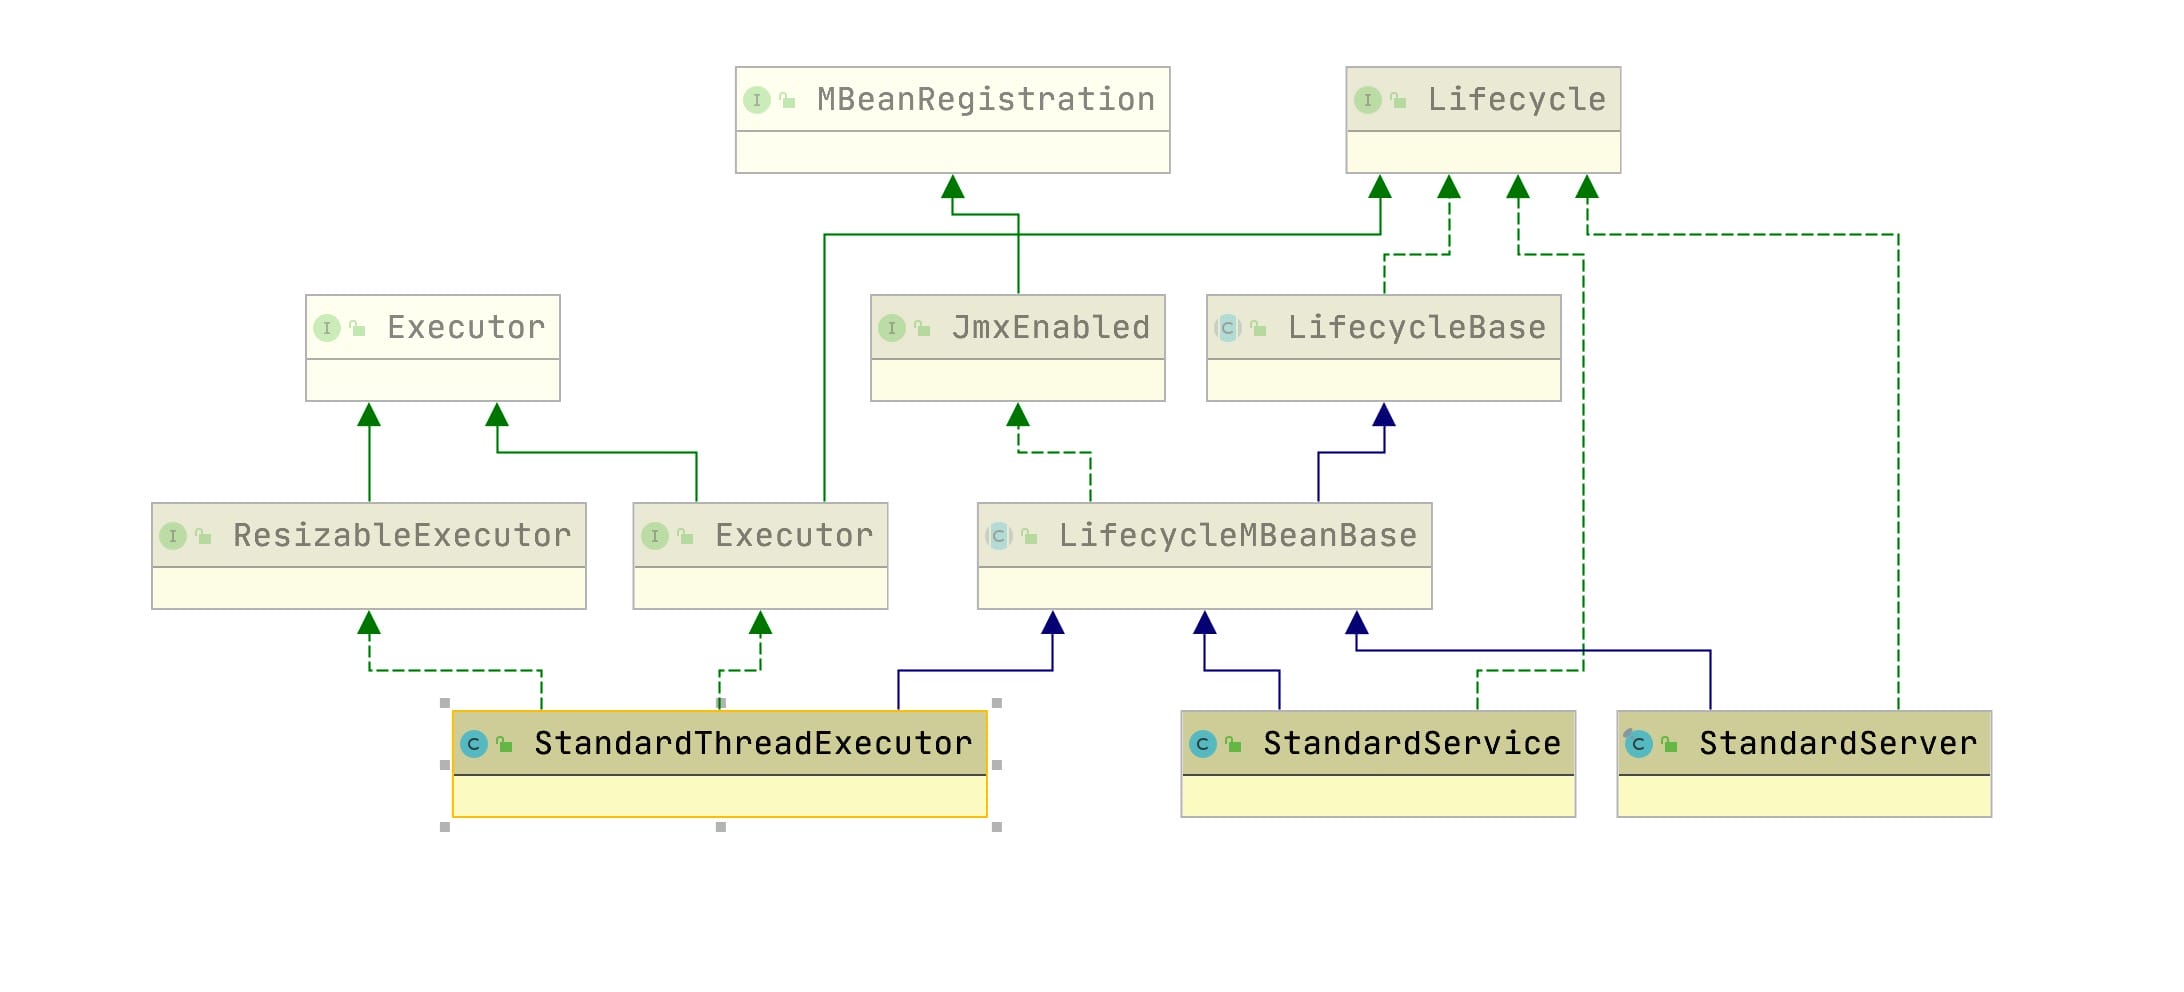 I MBeanRegistration
I Lifecycle
I Executor
I JmxEnabled
C LifecycleBase
I ResizableExecutor
I Executor
C LifecycleMBeanBase
C StandardThreadExecutor
C StandardService
C StandardServer